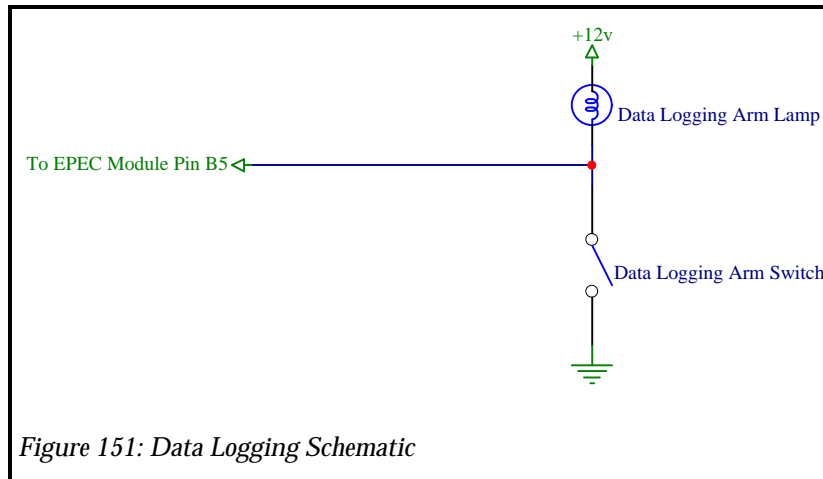 +12v
Data Logging Arm Lamp
To EPEC Module Pin B5
Data Logging Arm Switch
Figure 151: Data Logging Schematic